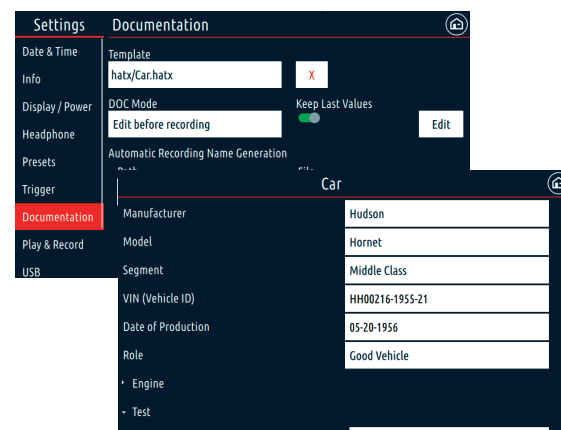 Settings
Documentation
Date & Time
Info
Display / Power
Headphone
Presets
Trigger
Documentation
Play & Record
USB
Template
hatx/Car.hatx
X
DOC Mode
Keep Last Values
Edit before recording
Edit
Automatic Recording Name Generation
Car
Manufacturer
Hudson
Model
Hornet
Segment
Middle Class
VIN (Vehicle ID)
HH00216-1955-21
Date of Production
05-20-1956
Role
Good Vehicle
Engine
Test